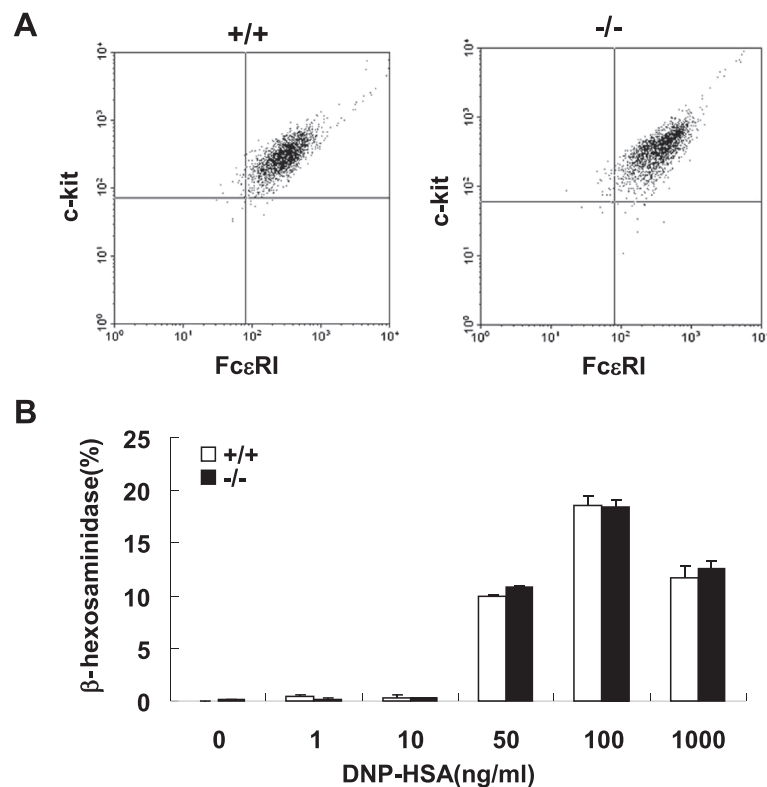 A
+/+
-/-
10⁰ 10¹ 10² 10³ 10⁴
c-kit
10⁰ 10¹ 10² 10³ 10⁴
FcεRI
10⁰ 10¹ 10² 10³ 10
c-kit
10⁰ 10¹ 10² 10³ 10
FcεRI
B
β-hexosaminidase(%)
25
20
15
10
5
0
+/+
-/-
0 1 10 50 100 1000
DNP-HSA(ng/ml)